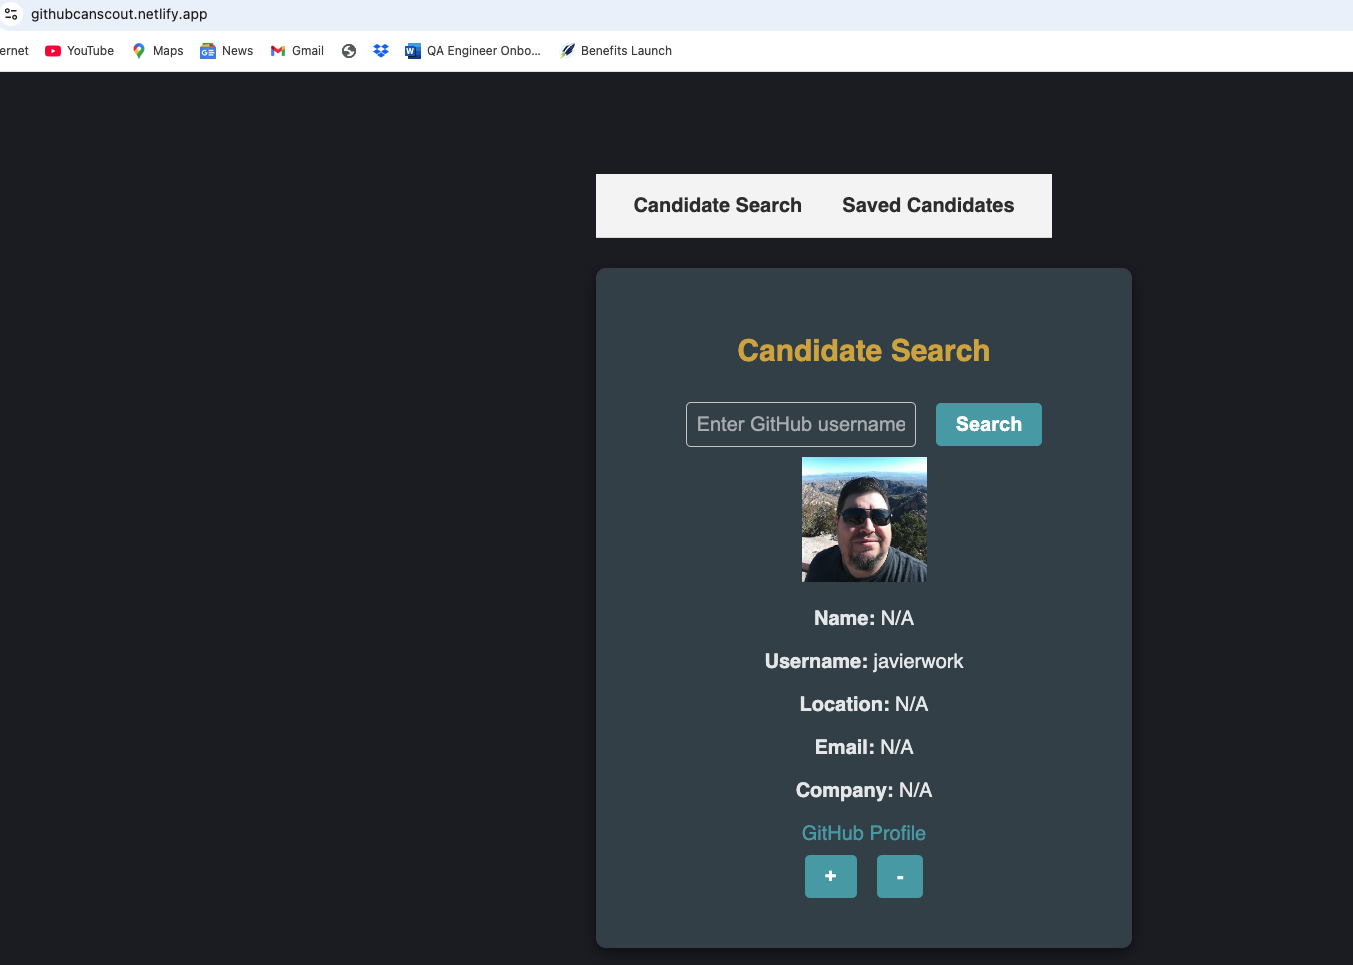 githubcanscout.netlify.app
ernet YouTube Maps News Gmail QA Engineer Onbo... Benefits Launch
Candidate Search Saved Candidates
Candidate Search
Enter GitHub username Search
Name: N/A
Username: javierwork
Location: N/A
Email: N/A
Company: N/A
GitHub Profile
+ -